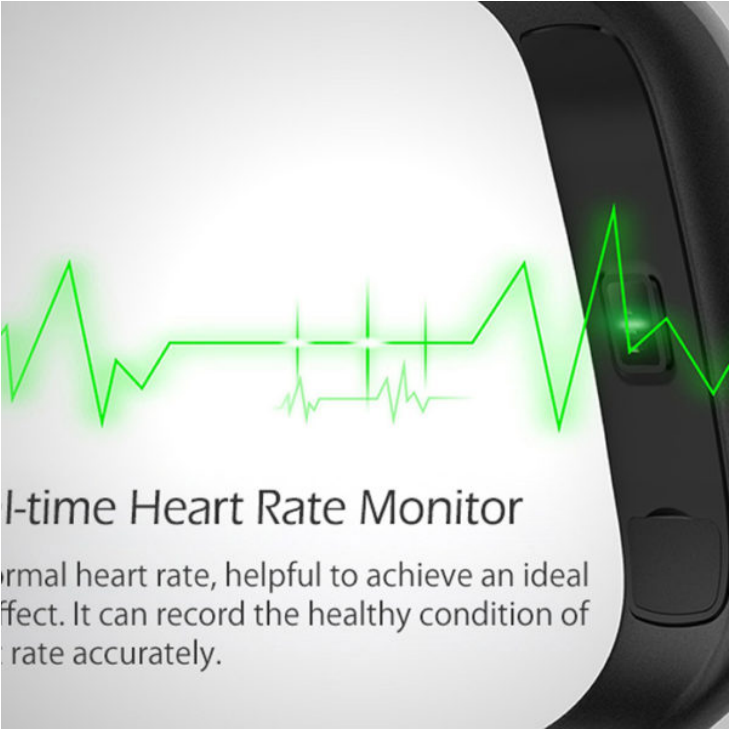 l-time Heart Rate Monitor
ormal heart rate, helpful to achieve an ideal
ffect. It can record the healthy condition of
rate accurately.